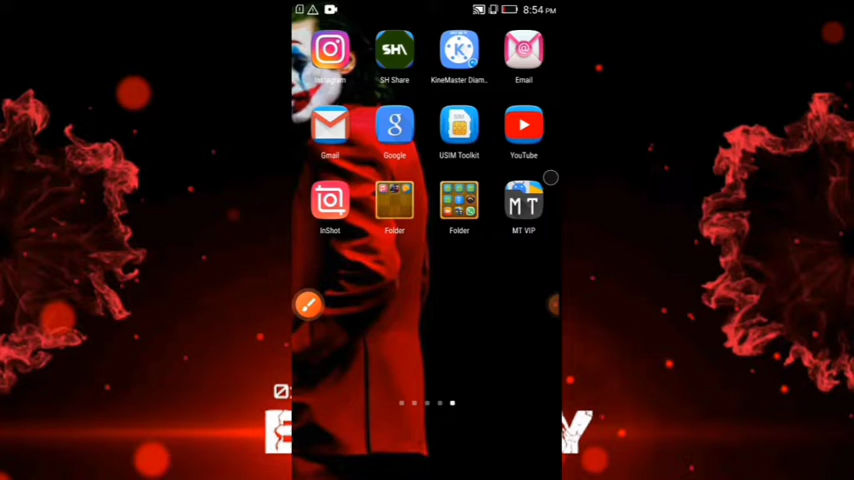 8:54 PM
Instagram
SH Share
KineMaster Diam..
Email
Gmail
Google
USIM Toolkit
YouTube
InShot
Folder
Folder
MT VIP